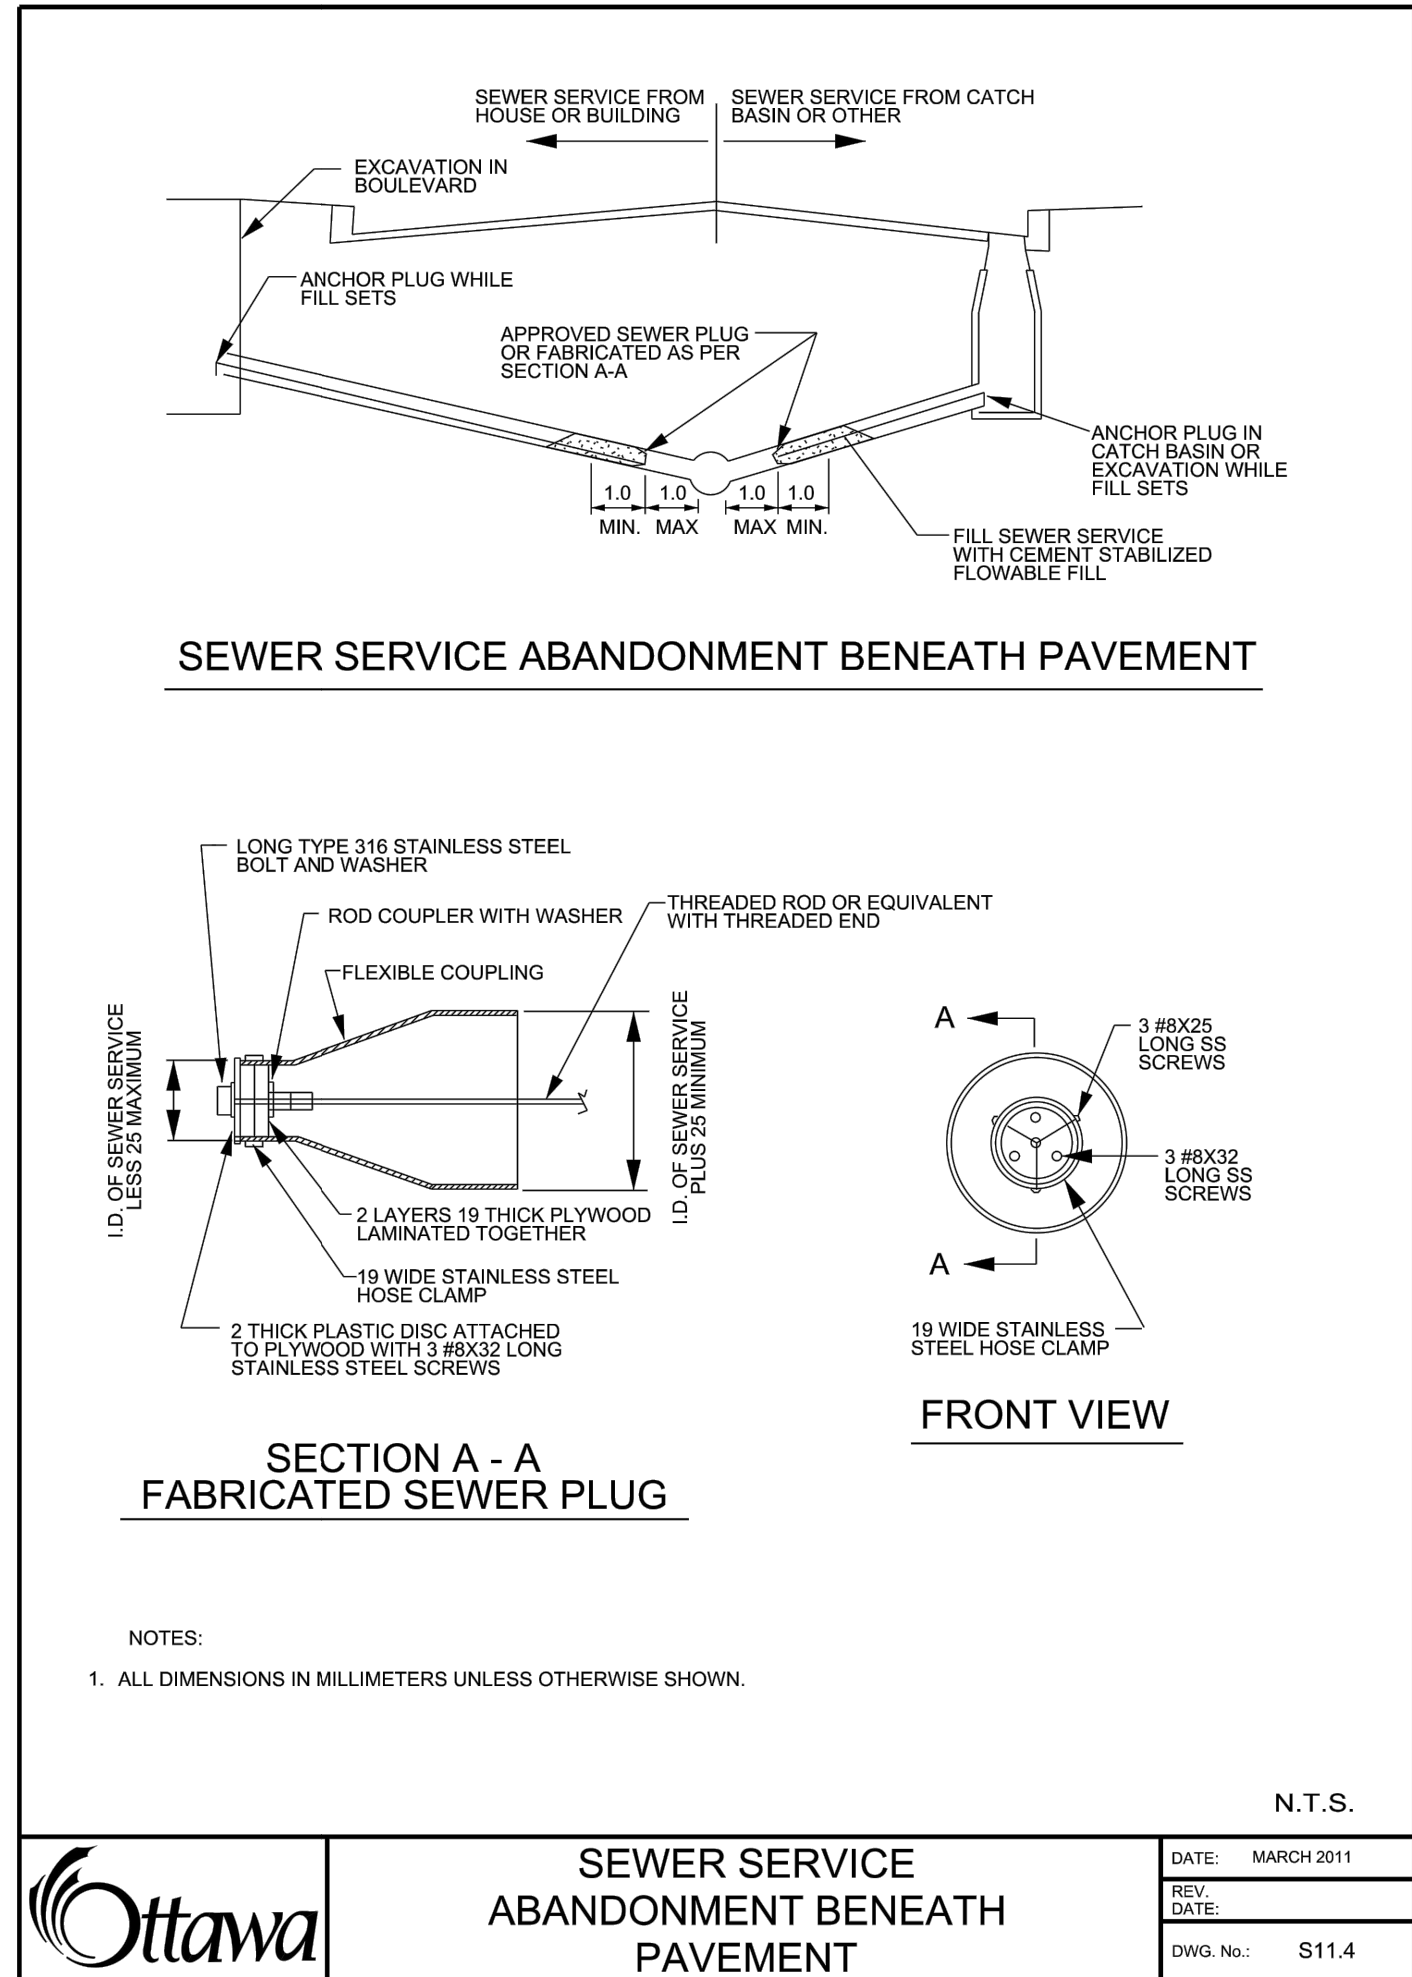 SEWER SERVICE FROM
HOUSE OR BUILDING
SEWER SERVICE FROM CATCH
BASIN OR OTHER
EXCAVATION IN
BOULEVARD
ANCHOR PLUG WHILE
FILL SETS
APPROVED SEWER PLUG
OR FABRICATED AS PER
SECTION A-A
ANCHOR PLUG IN
CATCH BASIN OR
EXCAVATION WHILE
FILL SETS
1.0 1.0 1.0 1.0
MIN. MAX MAX MIN.
FILL SEWER SERVICE
WITH CEMENT STABILIZED
FLOWABLE FILL
SEWER SERVICE ABANDONMENT BENEATH PAVEMENT
LONG TYPE 316 STAINLESS STEEL
BOLT AND WASHER
ROD COUPLER WITH WASHER
THREADED ROD OR EQUIVALENT
WITH THREADED END
FLEXIBLE COUPLING
I.D. OF SEWER SERVICE
LESS 25 MAXIMUM
I.D. OF SEWER SERVICE
PLUS 25 MINIMUM
2 LAYERS 19 THICK PLYWOOD
LAMINATED TOGETHER
19 WIDE STAINLESS STEEL
HOSE CLAMP
2 THICK PLASTIC DISC ATTACHED
TO PLYWOOD WITH 3 #8X32 LONG
STAINLESS STEEL SCREWS
SECTION A - A
FABRICATED SEWER PLUG
A
3 #8X25
LONG SS
SCREWS
3 #8X32
LONG SS
SCREWS
A
19 WIDE STAINLESS
STEEL HOSE CLAMP
FRONT VIEW
NOTES:
1. ALL DIMENSIONS IN MILLIMETERS UNLESS OTHERWISE SHOWN.
N.T.S.
Ottawa
SEWER SERVICE
ABANDONMENT BENEATH
PAVEMENT
DATE: MARCH 2011
REV.
DATE:
DWG. No.: S11.4